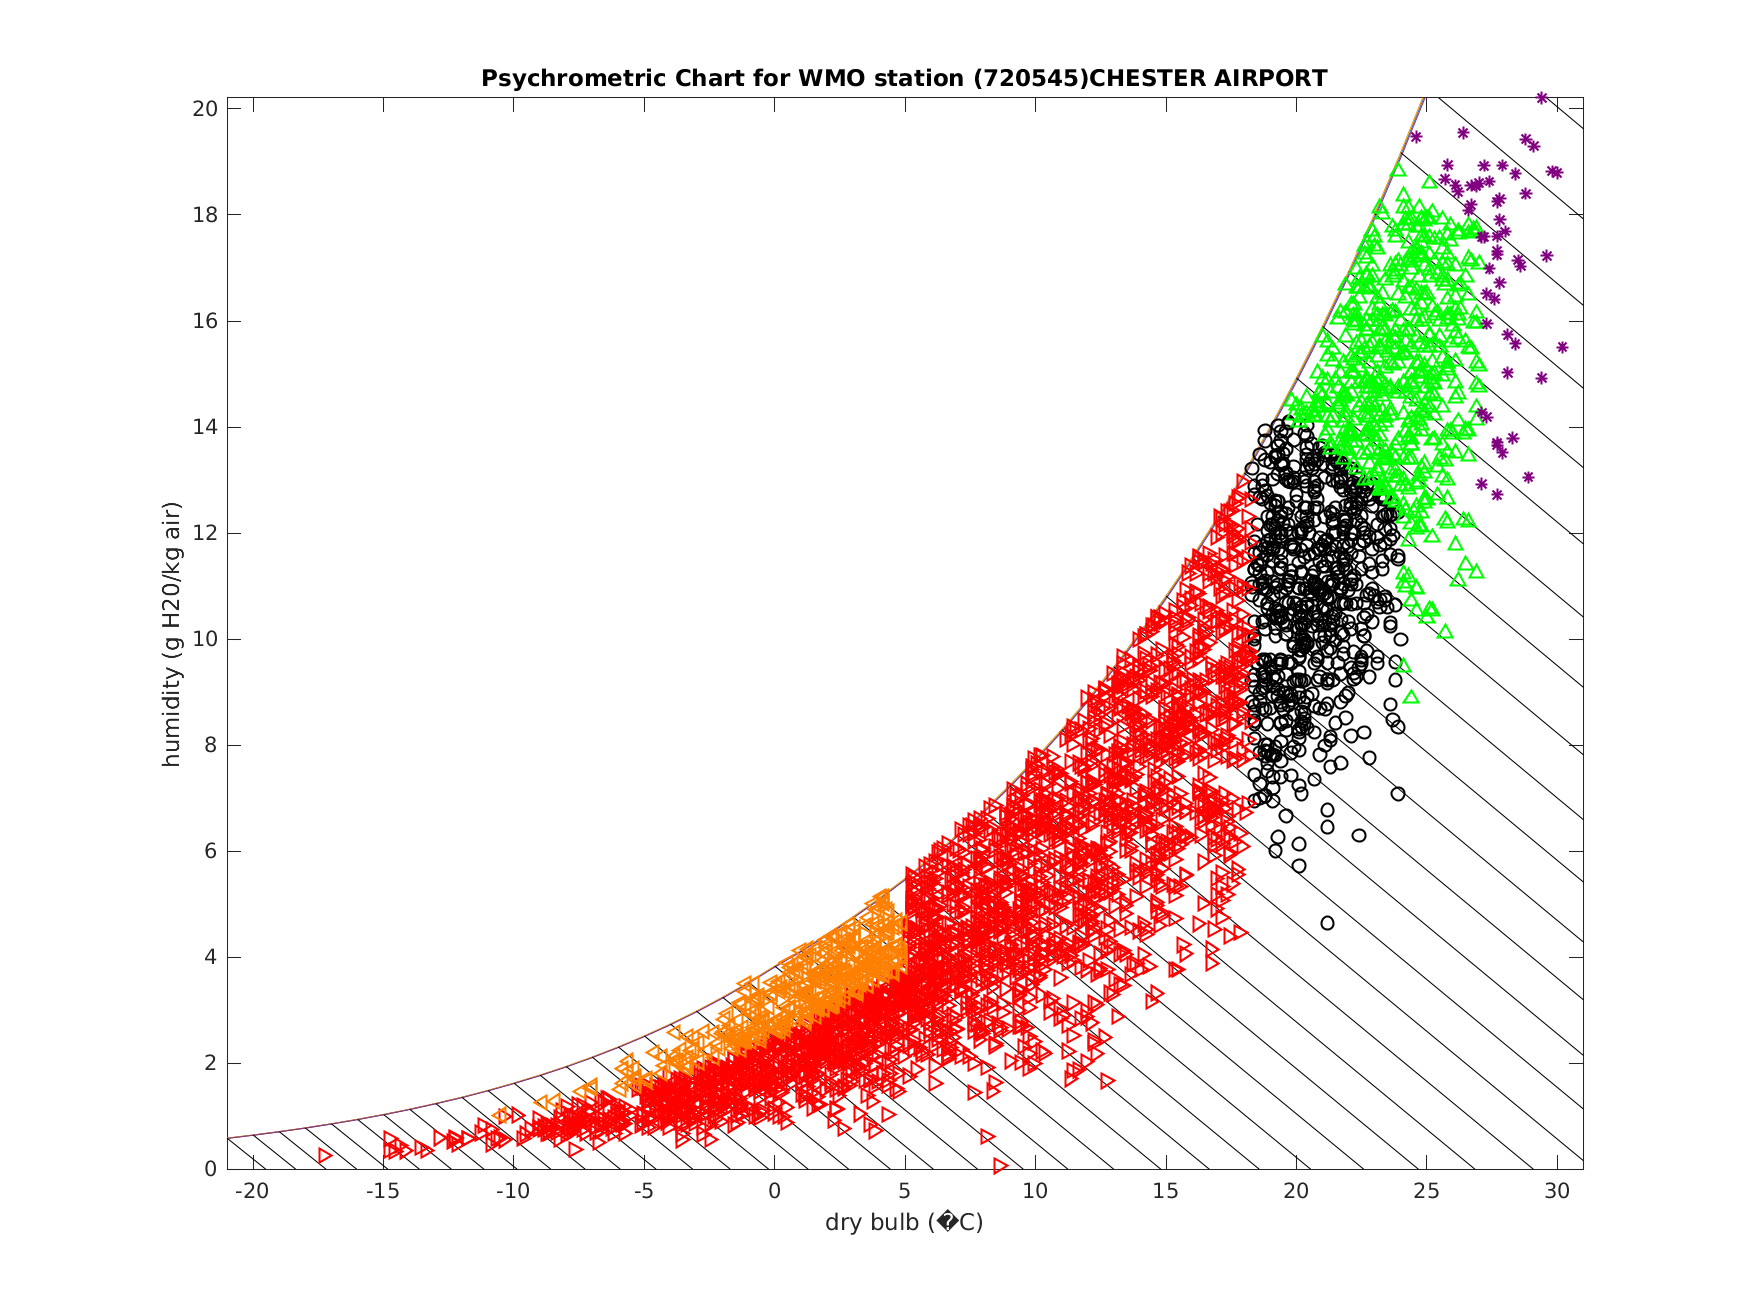 Psychrometric Chart for WMO station (720545)CHESTER AIRPORT
20
18
16
14
12
10
8
6
4
2
0
humidity (g H20/kg air)
-20 -15 -10 -5 0 5 10 15 20 25 30
dry bulb (�C)